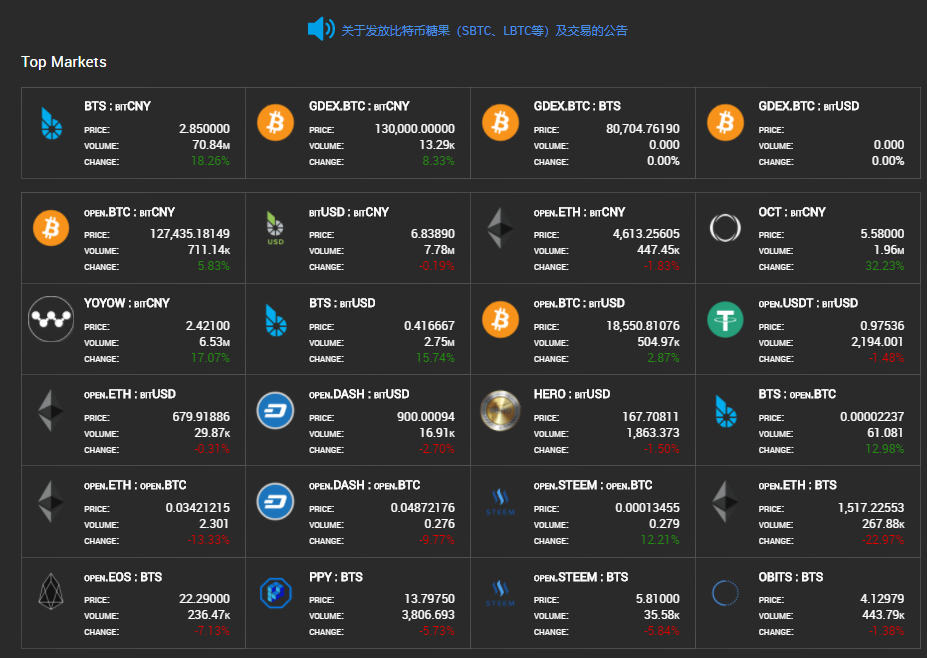 关于发放比特币糖果（SBTC、LBTC等）及交易的公告
Top Markets
BTS : BITCNY
PRICE: 2.850000
VOLUME: 70.84M
CHANGE: 18.26%
GDEX.BTC : BITCNY
PRICE: 130,000.00000
VOLUME: 13.29K
CHANGE: 8.33%
GDEX.BTC : BTS
PRICE: 80,704.76190
VOLUME: 0.000
CHANGE: 0.00%
GDEX.BTC : BITUSD
PRICE:
VOLUME: 0.000
CHANGE: 0.00%
OPEN.BTC : BITCNY
PRICE: 127,435.18149
VOLUME: 711.14K
CHANGE: 5.83%
USD
BITUSD : BITCNY
PRICE: 6.83890
VOLUME: 7.78M
CHANGE: -0.19%
OPEN.ETH : BITCNY
PRICE: 4,613.25605
VOLUME: 447.45K
CHANGE: -1.83%
OCT : BITCNY
PRICE: 5.58000
VOLUME: 1.96M
CHANGE: 32.23%
YOYOW : BITCNY
PRICE: 2.42100
VOLUME: 6.53M
CHANGE: 17.07%
BTS : BITUSD
PRICE: 0.416667
VOLUME: 2.75M
CHANGE: 15.74%
OPEN.BTC : BITUSD
PRICE: 18,550.81076
VOLUME: 504.97K
CHANGE: 2.87%
OPEN.USDT : BITUSD
PRICE: 0.97536
VOLUME: 2,194.001
CHANGE: -1.48%
OPEN.ETH : BITUSD
PRICE: 679.91886
VOLUME: 29.87K
CHANGE: -0.31%
OPEN.DASH : BITUSD
PRICE: 900.00094
VOLUME: 16.91K
CHANGE: -2.70%
HERO : BITUSD
PRICE: 167.70811
VOLUME: 1,863.373
CHANGE: -1.50%
BTS : OPEN.BTC
PRICE: 0.00002237
VOLUME: 61.081
CHANGE: 12.98%
OPEN.ETH : OPEN.BTC
PRICE: 0.03421215
VOLUME: 2.301
CHANGE: -13.33%
OPEN.DASH : OPEN.BTC
PRICE: 0.04872176
VOLUME: 0.276
CHANGE: -9.77%
STEEM
OPEN.STEEM : OPEN.BTC
PRICE: 0.00013455
VOLUME: 0.279
CHANGE: 12.21%
OPEN.ETH : BTS
PRICE: 1,517.22553
VOLUME: 267.88K
CHANGE: -22.97%
OPEN.EOS : BTS
PRICE: 22.29000
VOLUME: 236.47K
CHANGE: -7.13%
PPY : BTS
PRICE: 13.79750
VOLUME: 3,806.693
CHANGE: -5.73%
STEEM
OPEN.STEEM : BTS
PRICE: 5.81000
VOLUME: 35.58K
CHANGE: -5.84%
OBITS : BTS
PRICE: 4.12979
VOLUME: 443.79K
CHANGE: -1.38%